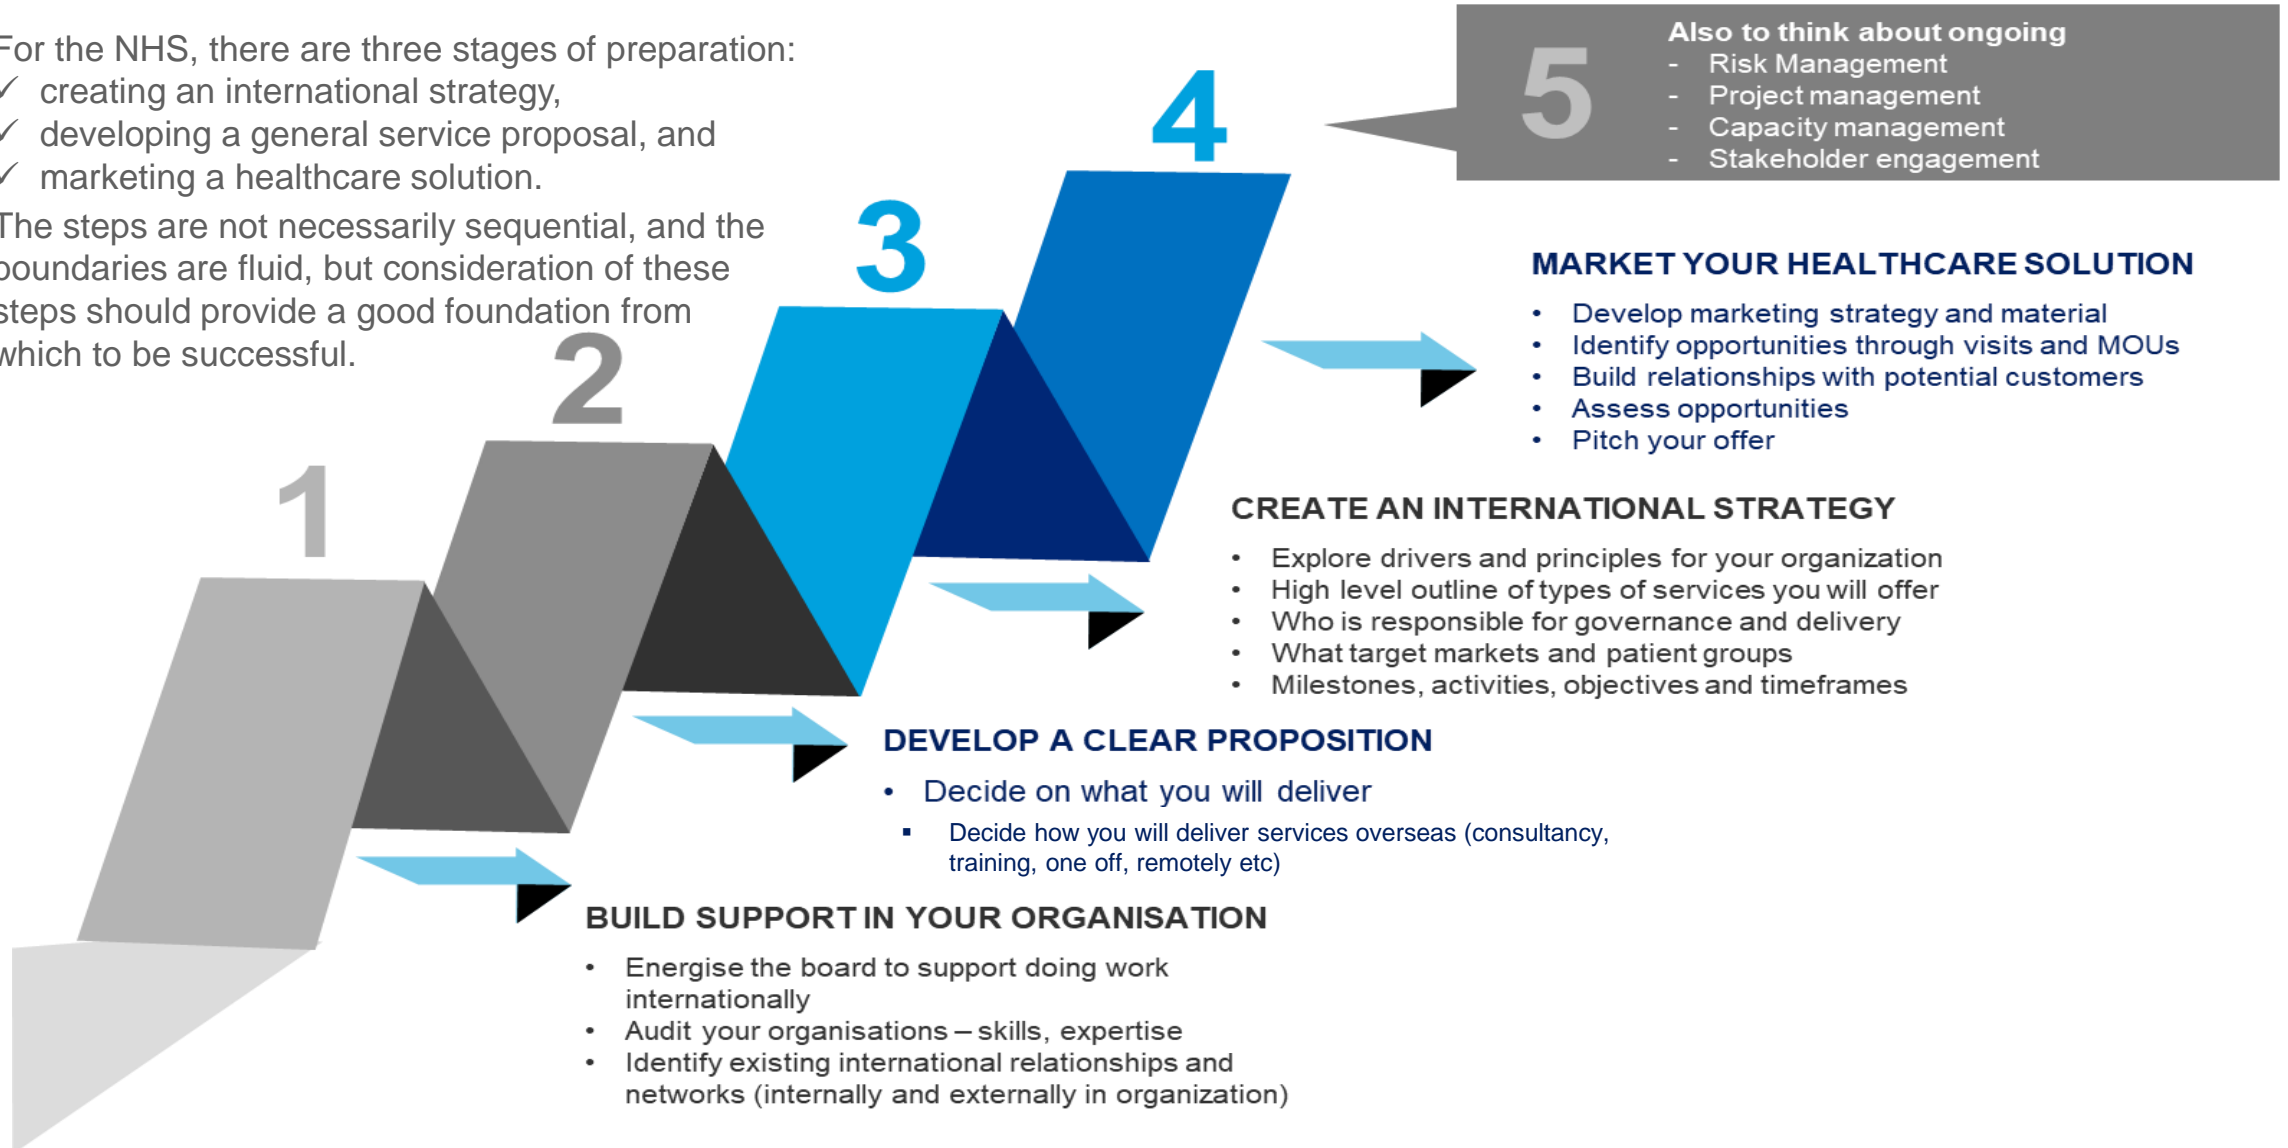 For the NHS, there are three stages of preparation:
✓ creating an international strategy,
✓ developing a general service proposal, and
✓ marketing a healthcare solution.
The steps are not necessarily sequential, and the
boundaries are fluid, but consideration of these
steps should provide a good foundation from
which to be successful.
1
2
3
4
5
Also to think about ongoing
- Risk Management
- Project management
- Capacity management
- Stakeholder engagement
MARKET YOUR HEALTHCARE SOLUTION
• Develop marketing strategy and material
• Identify opportunities through visits and MOUs
• Build relationships with potential customers
• Assess opportunities
• Pitch your offer
CREATE AN INTERNATIONAL STRATEGY
• Explore drivers and principles for your organization
• High level outline of types of services you will offer
• Who is responsible for governance and delivery
• What target markets and patient groups
• Milestones, activities, objectives and timeframes
DEVELOP A CLEAR PROPOSITION
• Decide on what you will deliver
▪ Decide how you will deliver services overseas (consultancy,
training, one off, remotely etc)
BUILD SUPPORT IN YOUR ORGANISATION
• Energise the board to support doing work
internationally
• Audit your organisations – skills, expertise
• Identify existing international relationships and
networks (internally and externally in organization)